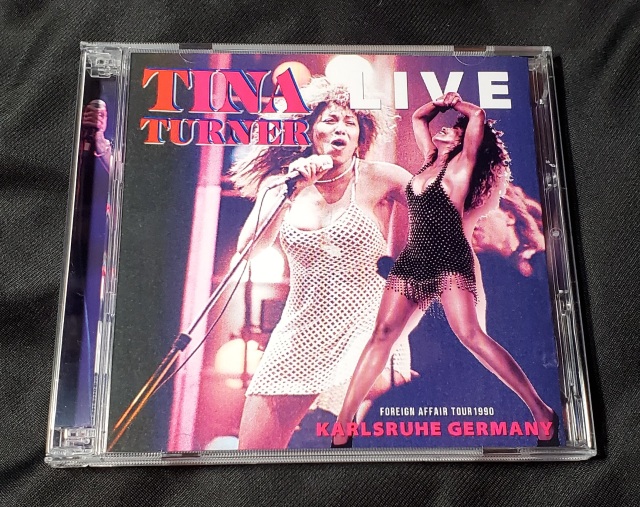 TINA LIVE
TURNER
FOREIGN AFFAIR TOUR 1990
KARLSRUHE GERMANY